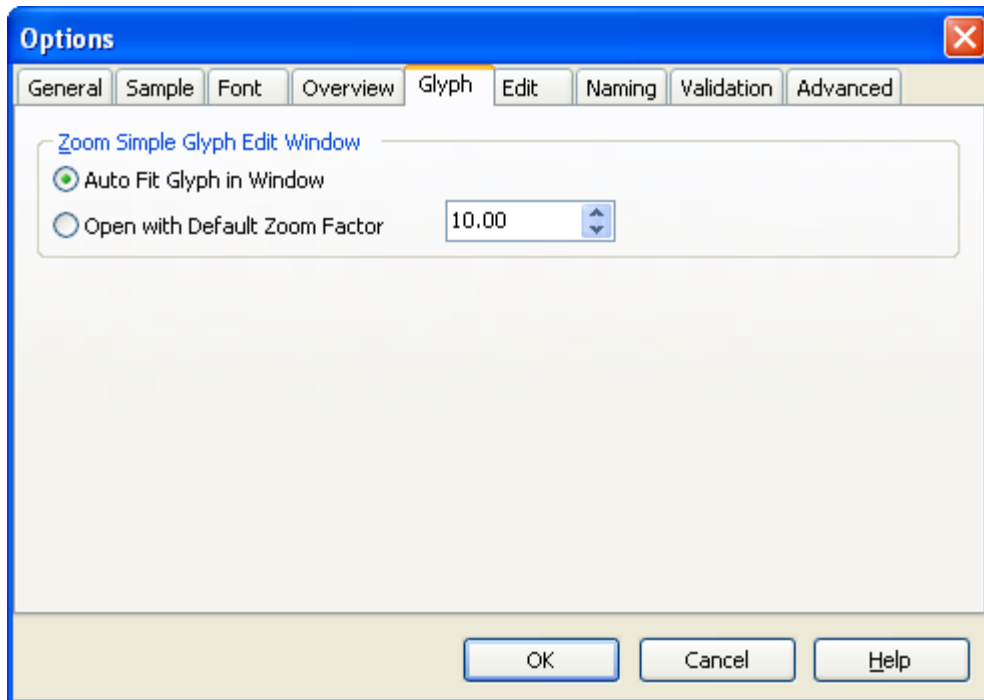 Options
General Sample Font Overview Glyph Edit Naming Validation Advanced
Zoom Simple Glyph Edit Window
Auto Fit Glyph in Window
Open with Default Zoom Factor 10.00
OK Cancel Help